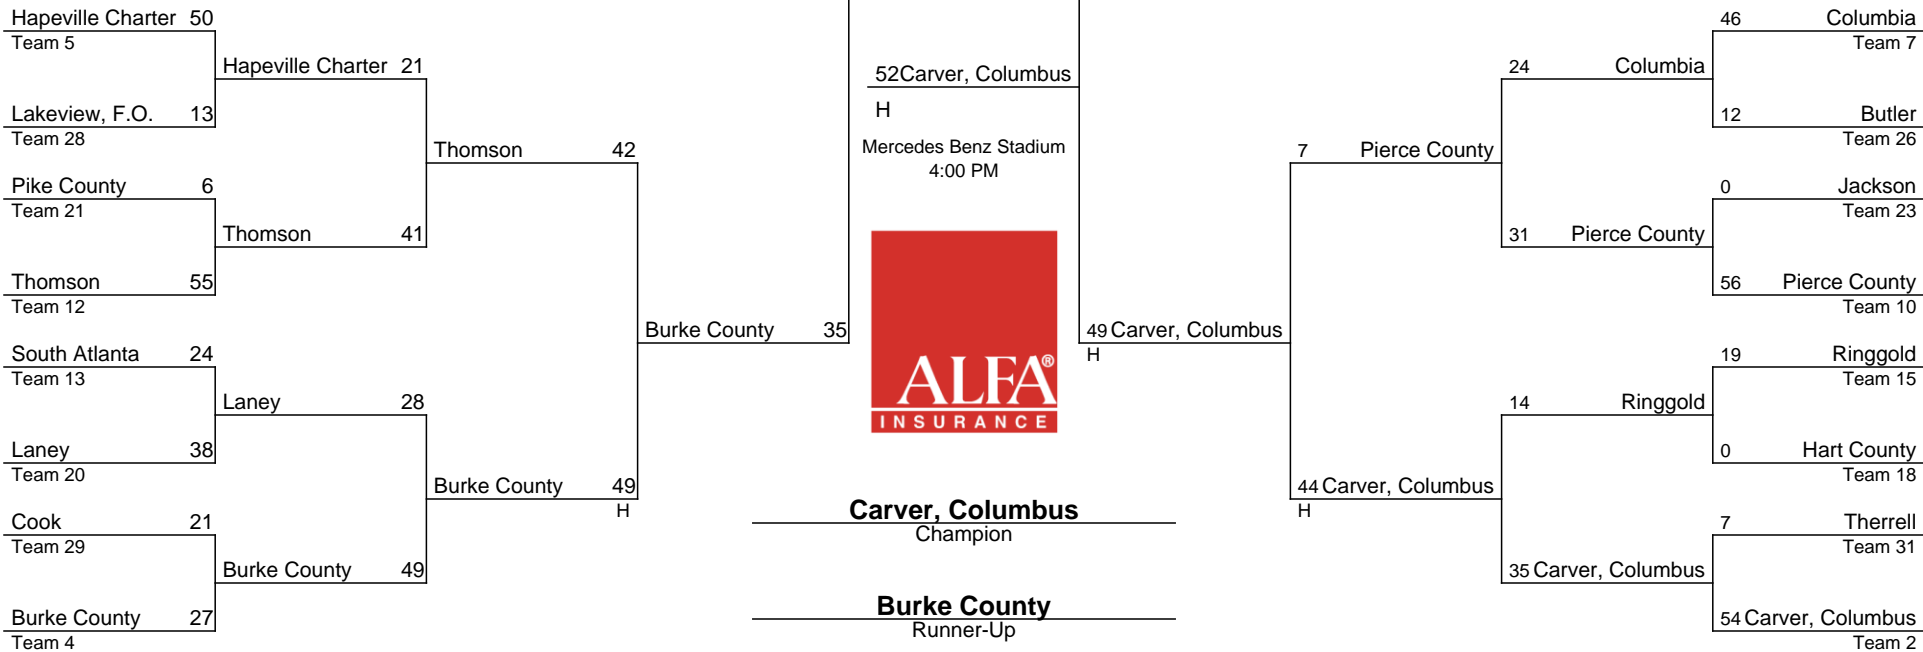 Hapeville Charter 50
Team 5
Hapeville Charter 21
Lakeview, F.O. 13
Team 28
Thomson 42
Pike County 6
Team 21
Thomson 41
Thomson 55
Team 12
Burke County 35
South Atlanta 24
Team 13
Laney 28
Laney 38
Team 20
Burke County 49
H
Cook 21
Team 29
Burke County 49
Burke County 27
Team 4
52 Carver, Columbus
H
Mercedes Benz Stadium
4:00 PM
ALFA®
INSURANCE
Carver, Columbus
Champion
Burke County
Runner-Up
46 Columbia
Team 7
24 Columbia
12 Butler
Team 26
7 Pierce County
0 Jackson
Team 23
31 Pierce County
56 Pierce County
Team 10
49 Carver, Columbus
H
19 Ringgold
Team 15
14 Ringgold
0 Hart County
Team 18
44 Carver, Columbus
H
7 Therrell
Team 31
35 Carver, Columbus
54 Carver, Columbus
Team 2